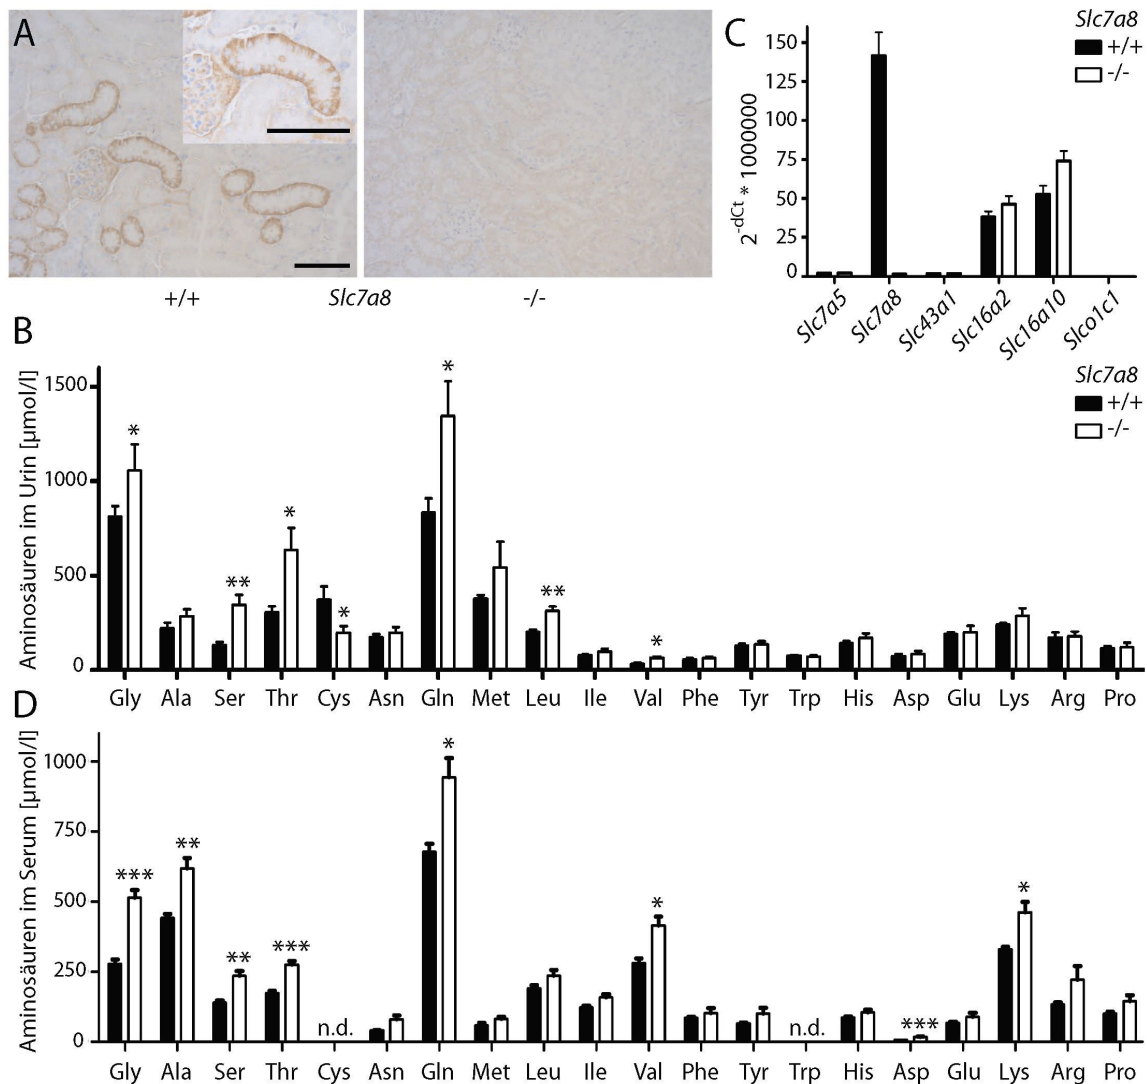 A
+/+ Slc7a8 -/-
C
Slc7a8
+/+
-/-
2^-dCt * 1000000
150
125
75
50
25
0
Slc7a5 Slc7a8 Slc43a1 Slc16a2 Slc16a10 Slco1c1
B
Slc7a8
+/+
-/-
Aminosäuren im Urin [µmol/l]
1500
1000
500
0
* ** * * * ** *
Gly Ala Ser Thr Cys Asn Gln Met Leu Ile Val Phe Tyr Trp His Asp Glu Lys Arg Pro
D
Aminosäuren im Serum [µmol/l]
1000
750
500
250
0
*** ** ** *** n.d. * * n.d. *** *
Gly Ala Ser Thr Cys Asn Gln Met Leu Ile Val Phe Tyr Trp His Asp Glu Lys Arg Pro